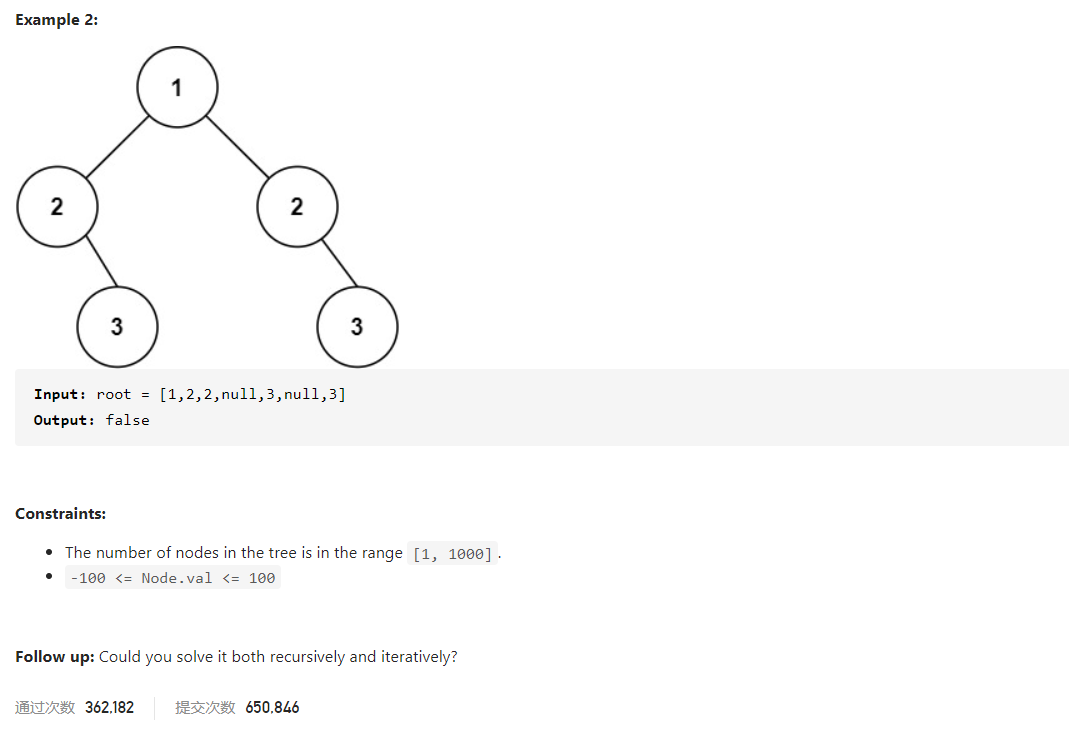 Example 2:
1
2 2
3 3
Input: root = [1,2,2,null,3,null,3]
Output: false
Constraints:
• The number of nodes in the tree is in the range [1, 1000].
• -100 <= Node.val <= 100
Follow up: Could you solve it both recursively and iteratively?
通过次数 362,182 提交次数 650,846